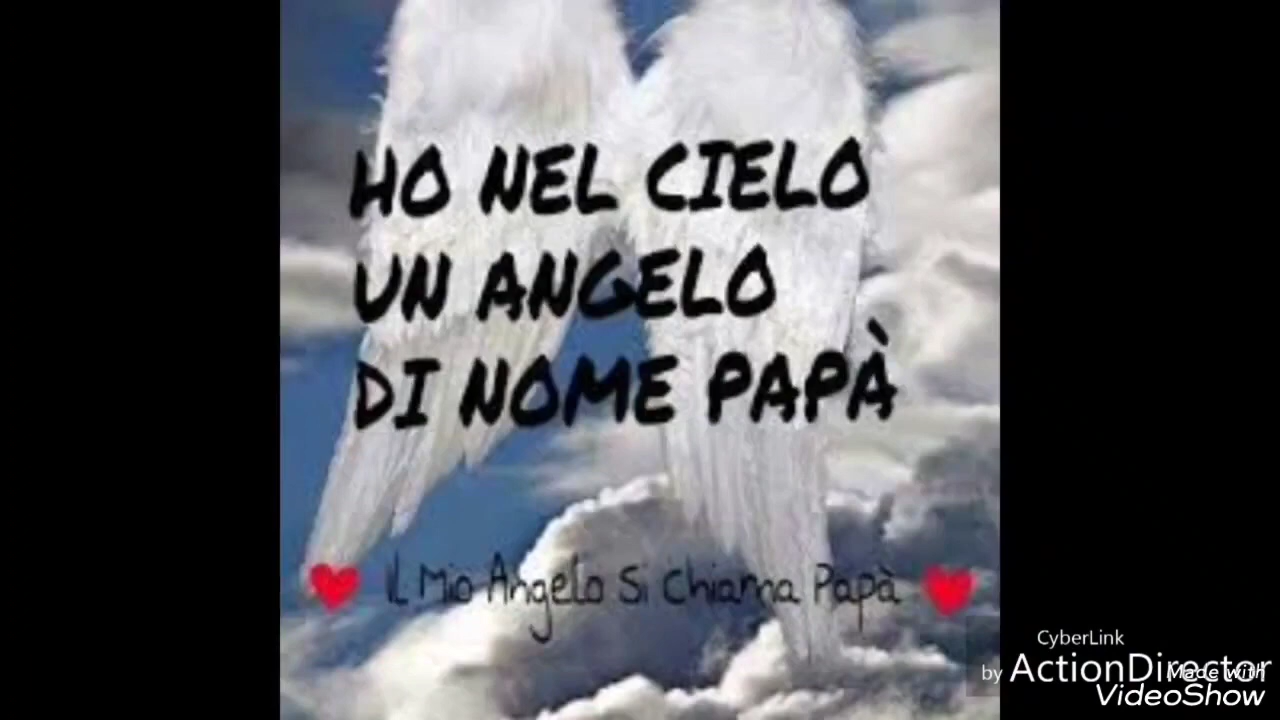 HO NEL CIELO
UN ANGELO
DI NOME PAPÀ
Il Mio Angelo Si Chiama Papà
CyberLink
by ActionDirector
Made with
VideoShow